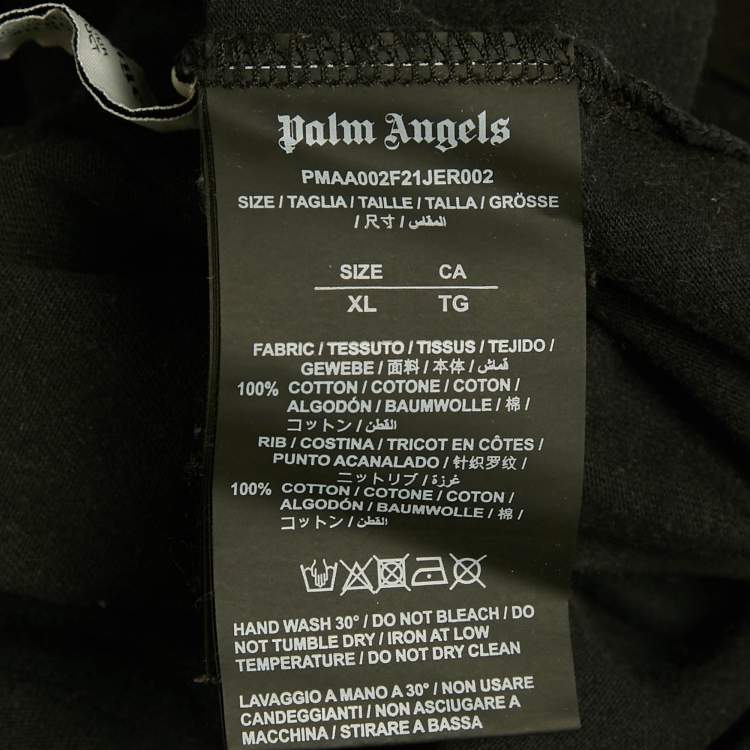 Palm Angels
PMAA002F21JER002
SIZE / TAGLIA / TAILLE / TALLA / GRÖSSE
/ 尺寸 / المقاس
SIZE CA
XL TG
FABRIC / TESSUTO / TISSUS / TEJIDO /
GEWEBE / 面料 / 本体 / قماش
100% COTTON / COTONE / COTON /
ALGODÓN / BAUMWOLLE / 棉 /
コットン / القطن
RIB / COSTINA / TRICOT EN CÔTES /
PUNTO ACANALADO / 针织罗纹 /
ニットリブ / غرزة
100% COTTON / COTONE / COTON /
ALGODÓN / BAUMWOLLE / 棉 /
コットン / القطن
HAND WASH 30° / DO NOT BLEACH / DO
NOT TUMBLE DRY / IRON AT LOW
TEMPERATURE / DO NOT DRY CLEAN
LAVAGGIO A MANO A 30° / NON USARE
CANDEGGIANTI / NON ASCIUGARE A
MACCHINA / STIRARE A BASSA